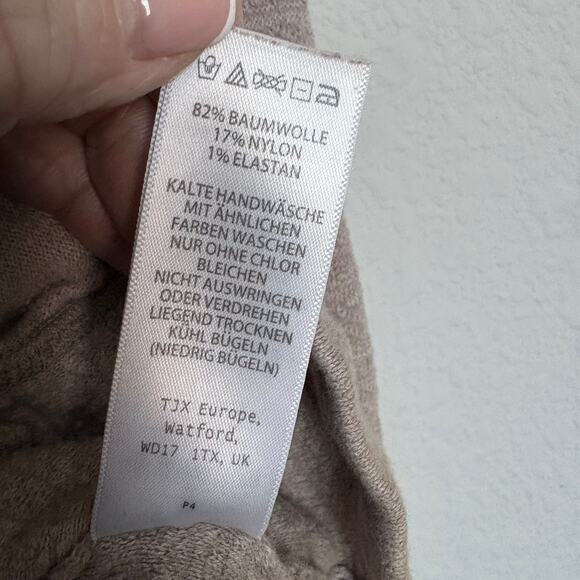 82% BAUMWOLLE
17% NYLON
1% ELASTAN
KALTE HANDWÄSCHE
MIT ÄHNLICHEN
FARBEN WASCHEN
NUR OHNE CHLOR
BLEICHEN
NICHT AUSWRINGEN
ODER VERDREHEN
LIEGEND TROCKNEN
KÜHL BÜGELN
(NIEDRIG BÜGELN)
TJX Europe,
Watford,
WD17 1TX, UK
P4